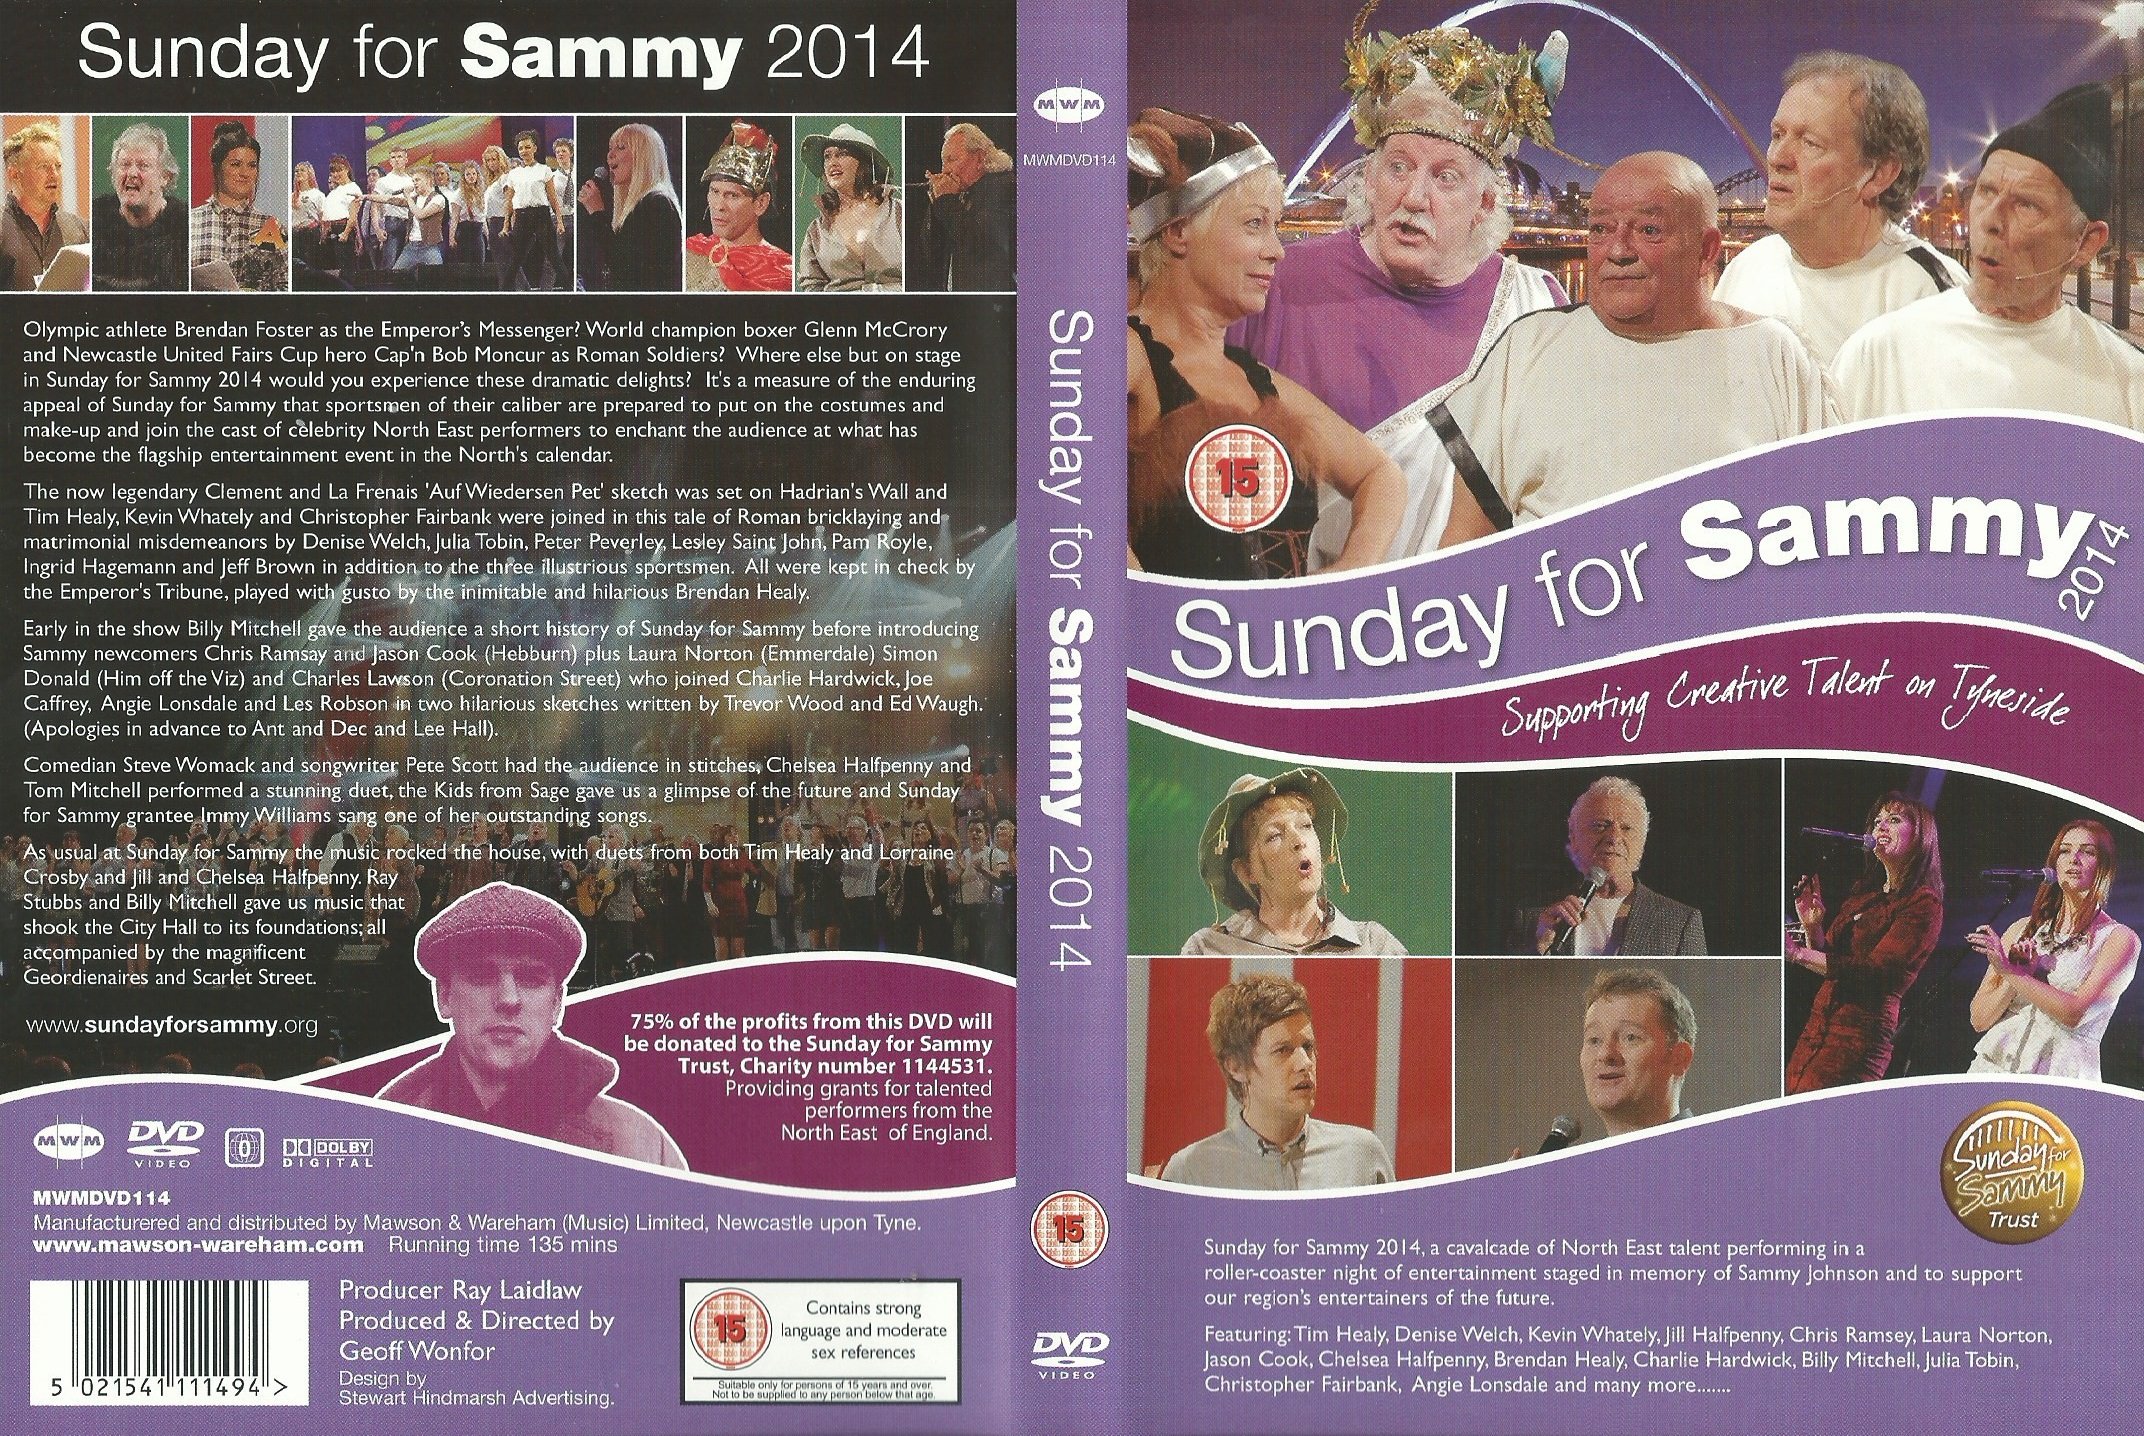 Sunday for Sammy 2014
Olympic athlete Brendan Foster as the Emperor's Messenger? World champion boxer Glenn McCrory
and Newcastle United Fairs Cup hero Cap'n Bob Moncur as Roman Soldiers? Where else but on stage
in Sunday for Sammy 2014 would you experience these dramatic delights? It's a measure of the enduring
appeal of Sunday for Sammy that sportsmen of their caliber are prepared to put on the costumes and
make-up and join the cast of celebrity North East performers to enchant the audience at what has
become the flagship entertainment event in the North's calendar.
The now legendary Clement and La Frenais 'Auf Wiedersen Pet' sketch was set on Hadrian's Wall and
Tim Healy, Kevin Whately and Christopher Fairbank were joined in this tale of Roman bricklaying and
matrimonial misdemeanors by Denise Welch, Julia Tobin, Peter Peverley, Lesley Saint John, Pam Royle,
Ingrid Hagemann and Jeff Brown in addition to the three illustrious sportsmen. All were kept in check by
the Emperor's Tribune, played with gusto by the inimitable and hilarious Brendan Healy.
Early in the show Billy Mitchell gave the audience a short history of Sunday for Sammy before introducing
Sammy newcomers Chris Ramsay and Jason Cook (Hebburn) plus Laura Norton (Emmerdale) Simon
Donald (Him off the Viz) and Charles Lawson (Coronation Street) who joined Charlie Hardwick, Joe
Caffrey, Angie Lonsdale and Les Robson in two hilarious sketches written by Trevor Wood and Ed Waugh.
(Apologies in advance to Ant and Dec and Lee Hall).
Comedian Steve Womack and songwriter Pete Scott had the audience in stitches, Chelsea Halfpenny and
Tom Mitchell performed a stunning duet, the Kids from Sage gave us a glimpse of the future and Sunday
for Sammy grantee Immy Williams sang one of her outstanding songs.
As usual at Sunday for Sammy the music rocked the house, with duets from both Tim Healy and Lorraine
Crosby and Jill and Chelsea Halfpenny. Ray
Stubbs and Billy Mitchell gave us music that
shook the City Hall to its foundations; all
accompanied by the magnificent
Geordienaires and Scarlet Street.
www.sundayforsammy.org
75% of the profits from this DVD will
be donated to the Sunday for Sammy
Trust, Charity number 1144531.
Providing grants for talented
performers from the
North East of England.
MWM
DVD
VIDEO
0
DOLBY
DIGITAL
MWMDVD114
Manufacturered and distributed by Mawson & Wareham (Music) Limited, Newcastle upon Tyne.
www.mawson-wareham.com Running time 135 mins
5 021541 111494 >
Producer Ray Laidlaw
Produced & Directed by
Geoff Wonfor
Design by
Stewart Hindmarsh Advertising.
15
Contains strong
language and moderate
sex references
Suitable only for persons of 15 years and over.
Not to be supplied to any person below that age.
MWM
MWMDVD114
Sunday for Sammy 2014
15
DVD
VIDEO
15
Sunday for Sammy 2014
Supporting Creative Talent on Tyneside
Sunday for
Sammy
Trust
Sunday for Sammy 2014, a cavalcade of North East talent performing in a
roller-coaster night of entertainment staged in memory of Sammy Johnson and to support
our region's entertainers of the future.
Featuring: Tim Healy, Denise Welch, Kevin Whately, Jill Halfpenny, Chris Ramsey, Laura Norton,
Jason Cook, Chelsea Halfpenny, Brendan Healy, Charlie Hardwick, Billy Mitchell, Julia Tobin,
Christopher Fairbank, Angie Lonsdale and many more.......